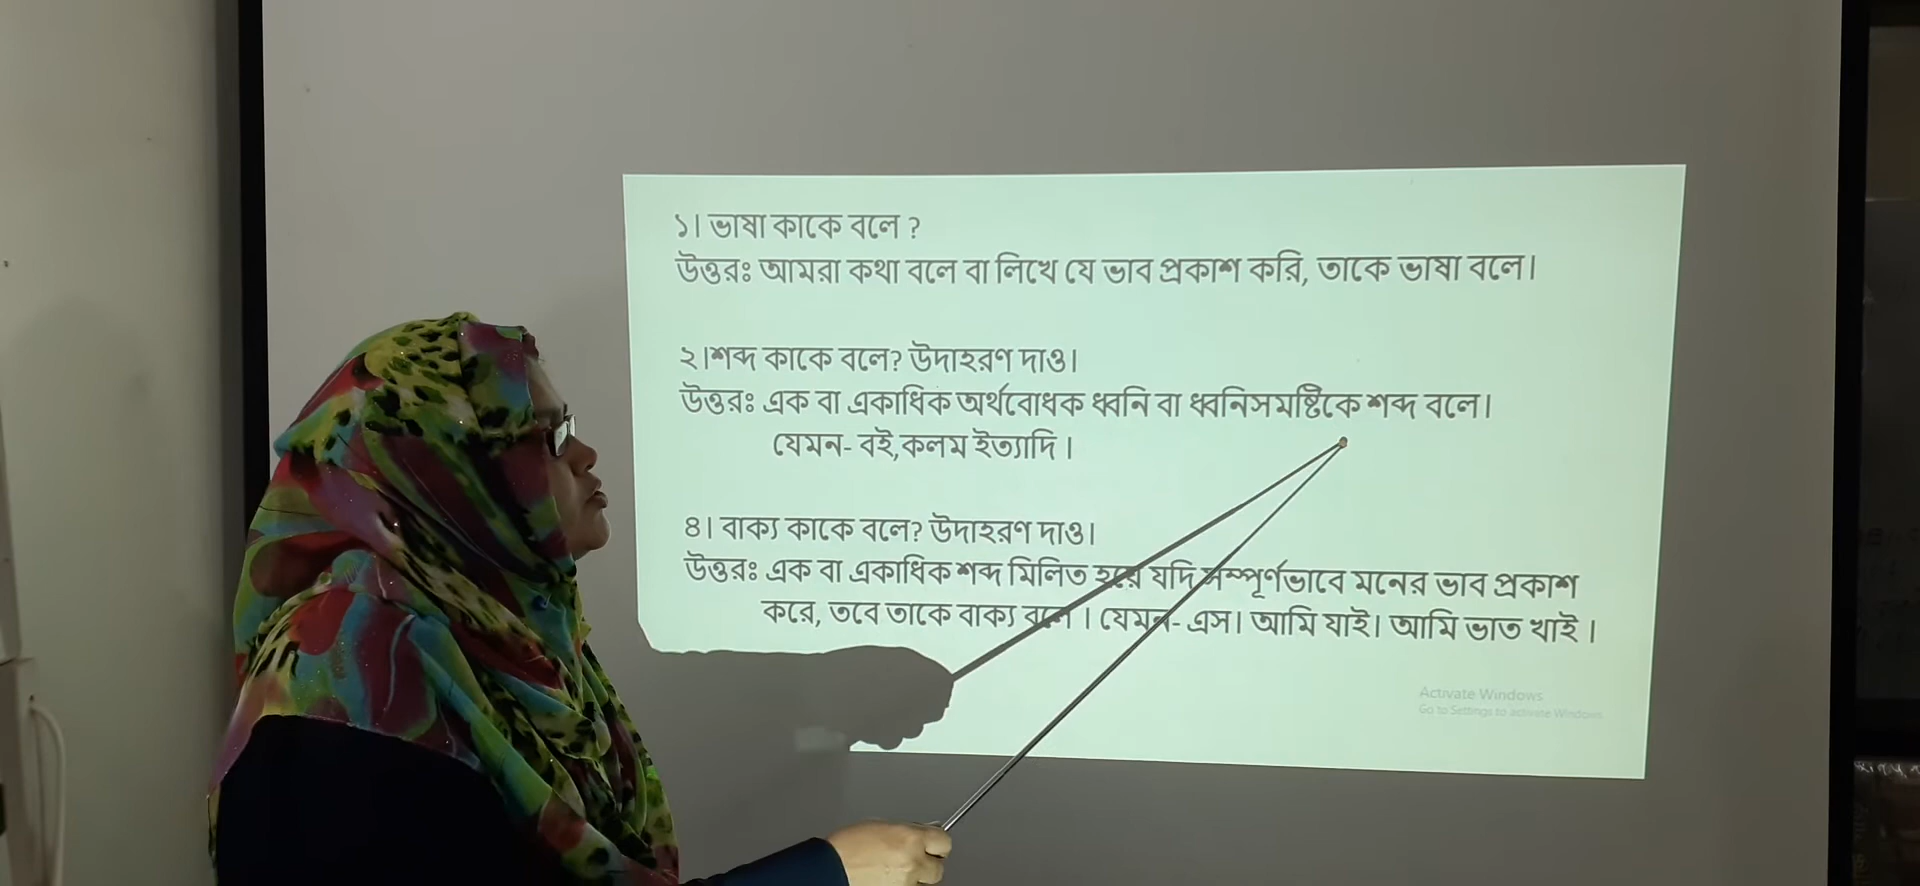 ১। ভাষা কাকে বলে ?
উত্তরঃ আমরা কথা বলে বা লিখে যে ভাব প্রকাশ করি, তাকে ভাষা বলে।
২।শব্দ কাকে বলে? উদাহরণ দাও।
উত্তরঃ এক বা একাধিক অর্থবোধক ধ্বনি বা ধ্বনিসমষ্টিকে শব্দ বলে।
যেমন- বই,কলম ইত্যাদি ।
৪। বাক্য কাকে বলে? উদাহরণ দাও।
উত্তরঃ এক বা একাধিক শব্দ মিলিত হয়ে যদি সম্পূর্ণভাবে মনের ভাব প্রকাশ
করে, তবে তাকে বাক্য বলে । যেমন- এস। আমি যাই। আমি ভাত খাই ।
Activate Windows
Go to Settings to activate Windows.